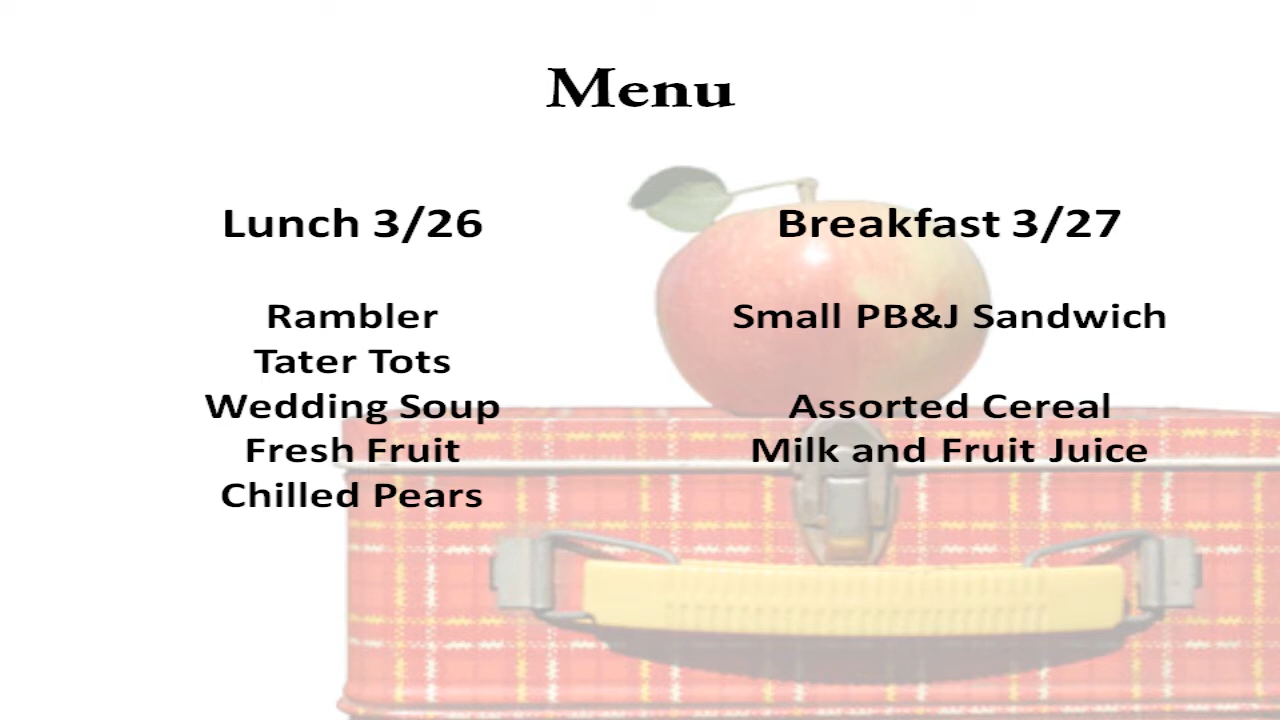 Menu
Lunch 3/26
Rambler
Tater Tots
Wedding Soup
Fresh Fruit
Chilled Pears
Breakfast 3/27
Small PB&J Sandwich
Assorted Cereal
Milk and Fruit Juice